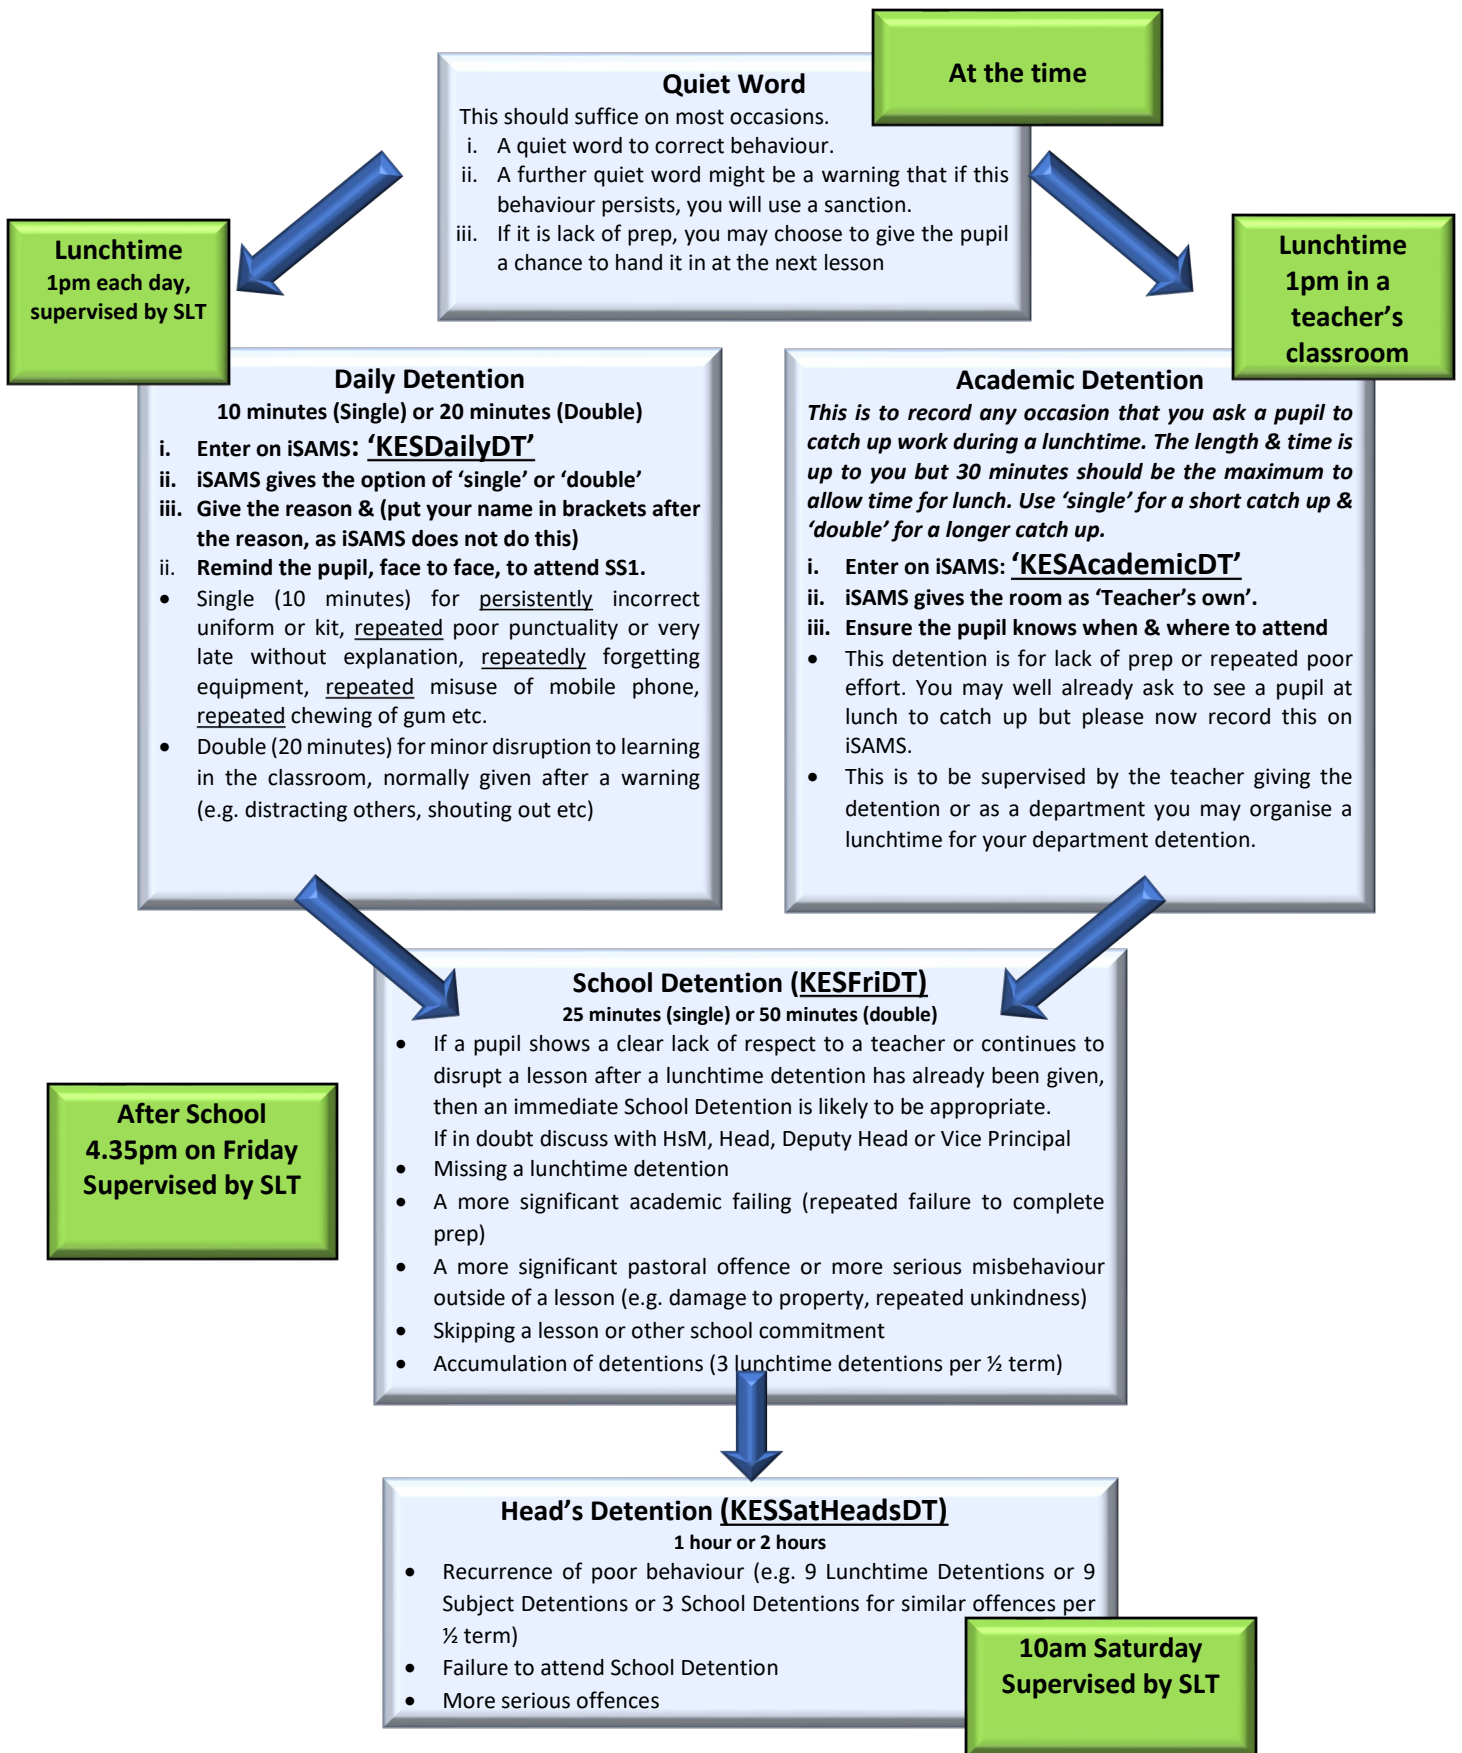 At the time
Quiet Word
This should suffice on most occasions.
i. A quiet word to correct behaviour.
ii. A further quiet word might be a warning that if this
behaviour persists, you will use a sanction.
iii. If it is lack of prep, you may choose to give the pupil
a chance to hand it in at the next lesson
Lunchtime
1pm each day,
supervised by SLT
Lunchtime
1pm in a
teacher’s
classroom
Daily Detention
10 minutes (Single) or 20 minutes (Double)
i. Enter on iSAMS: ‘KESDailyDT’
ii. iSAMS gives the option of ‘single’ or ‘double’
iii. Give the reason & (put your name in brackets after
the reason, as iSAMS does not do this)
ii. Remind the pupil, face to face, to attend SS1.
• Single (10 minutes) for persistently incorrect
uniform or kit, repeated poor punctuality or very
late without explanation, repeatedly forgetting
equipment, repeated misuse of mobile phone,
repeated chewing of gum etc.
• Double (20 minutes) for minor disruption to learning
in the classroom, normally given after a warning
(e.g. distracting others, shouting out etc)
Academic Detention
This is to record any occasion that you ask a pupil to
catch up work during a lunchtime. The length & time is
up to you but 30 minutes should be the maximum to
allow time for lunch. Use ‘single’ for a short catch up &
‘double’ for a longer catch up.
i. Enter on iSAMS: ‘KESAcademicDT’
ii. iSAMS gives the room as ‘Teacher’s own’.
iii. Ensure the pupil knows when & where to attend
• This detention is for lack of prep or repeated poor
effort. You may well already ask to see a pupil at
lunch to catch up but please now record this on
iSAMS.
• This is to be supervised by the teacher giving the
detention or as a department you may organise a
lunchtime for your department detention.
School Detention (KESFriDT)
25 minutes (single) or 50 minutes (double)
• If a pupil shows a clear lack of respect to a teacher or continues to
disrupt a lesson after a lunchtime detention has already been given,
then an immediate School Detention is likely to be appropriate.
If in doubt discuss with HsM, Head, Deputy Head or Vice Principal
• Missing a lunchtime detention
• A more significant academic failing (repeated failure to complete
prep)
• A more significant pastoral offence or more serious misbehaviour
outside of a lesson (e.g. damage to property, repeated unkindness)
• Skipping a lesson or other school commitment
• Accumulation of detentions (3 lunchtime detentions per ½ term)
After School
4.35pm on Friday
Supervised by SLT
Head’s Detention (KESSatHeadsDT)
1 hour or 2 hours
• Recurrence of poor behaviour (e.g. 9 Lunchtime Detentions or 9
Subject Detentions or 3 School Detentions for similar offences per
½ term)
• Failure to attend School Detention
• More serious offences
10am Saturday
Supervised by SLT